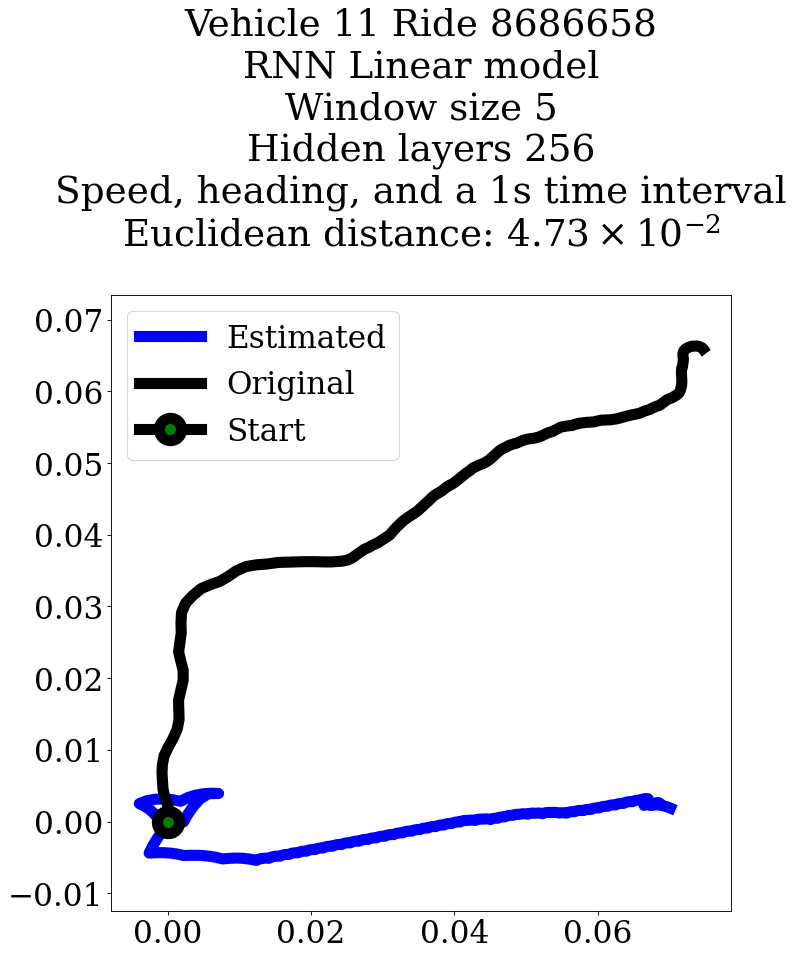 Vehicle 11 Ride 8686658
RNN Linear model
Window size 5
Hidden layers 256
Speed, heading, and a 1s time interval
Euclidean distance: 4.73 × 10⁻²
Estimated
Original
Start
0.07
0.06
0.05
0.04
0.03
0.02
0.01
0.00
−0.01
0.00 0.02 0.04 0.06